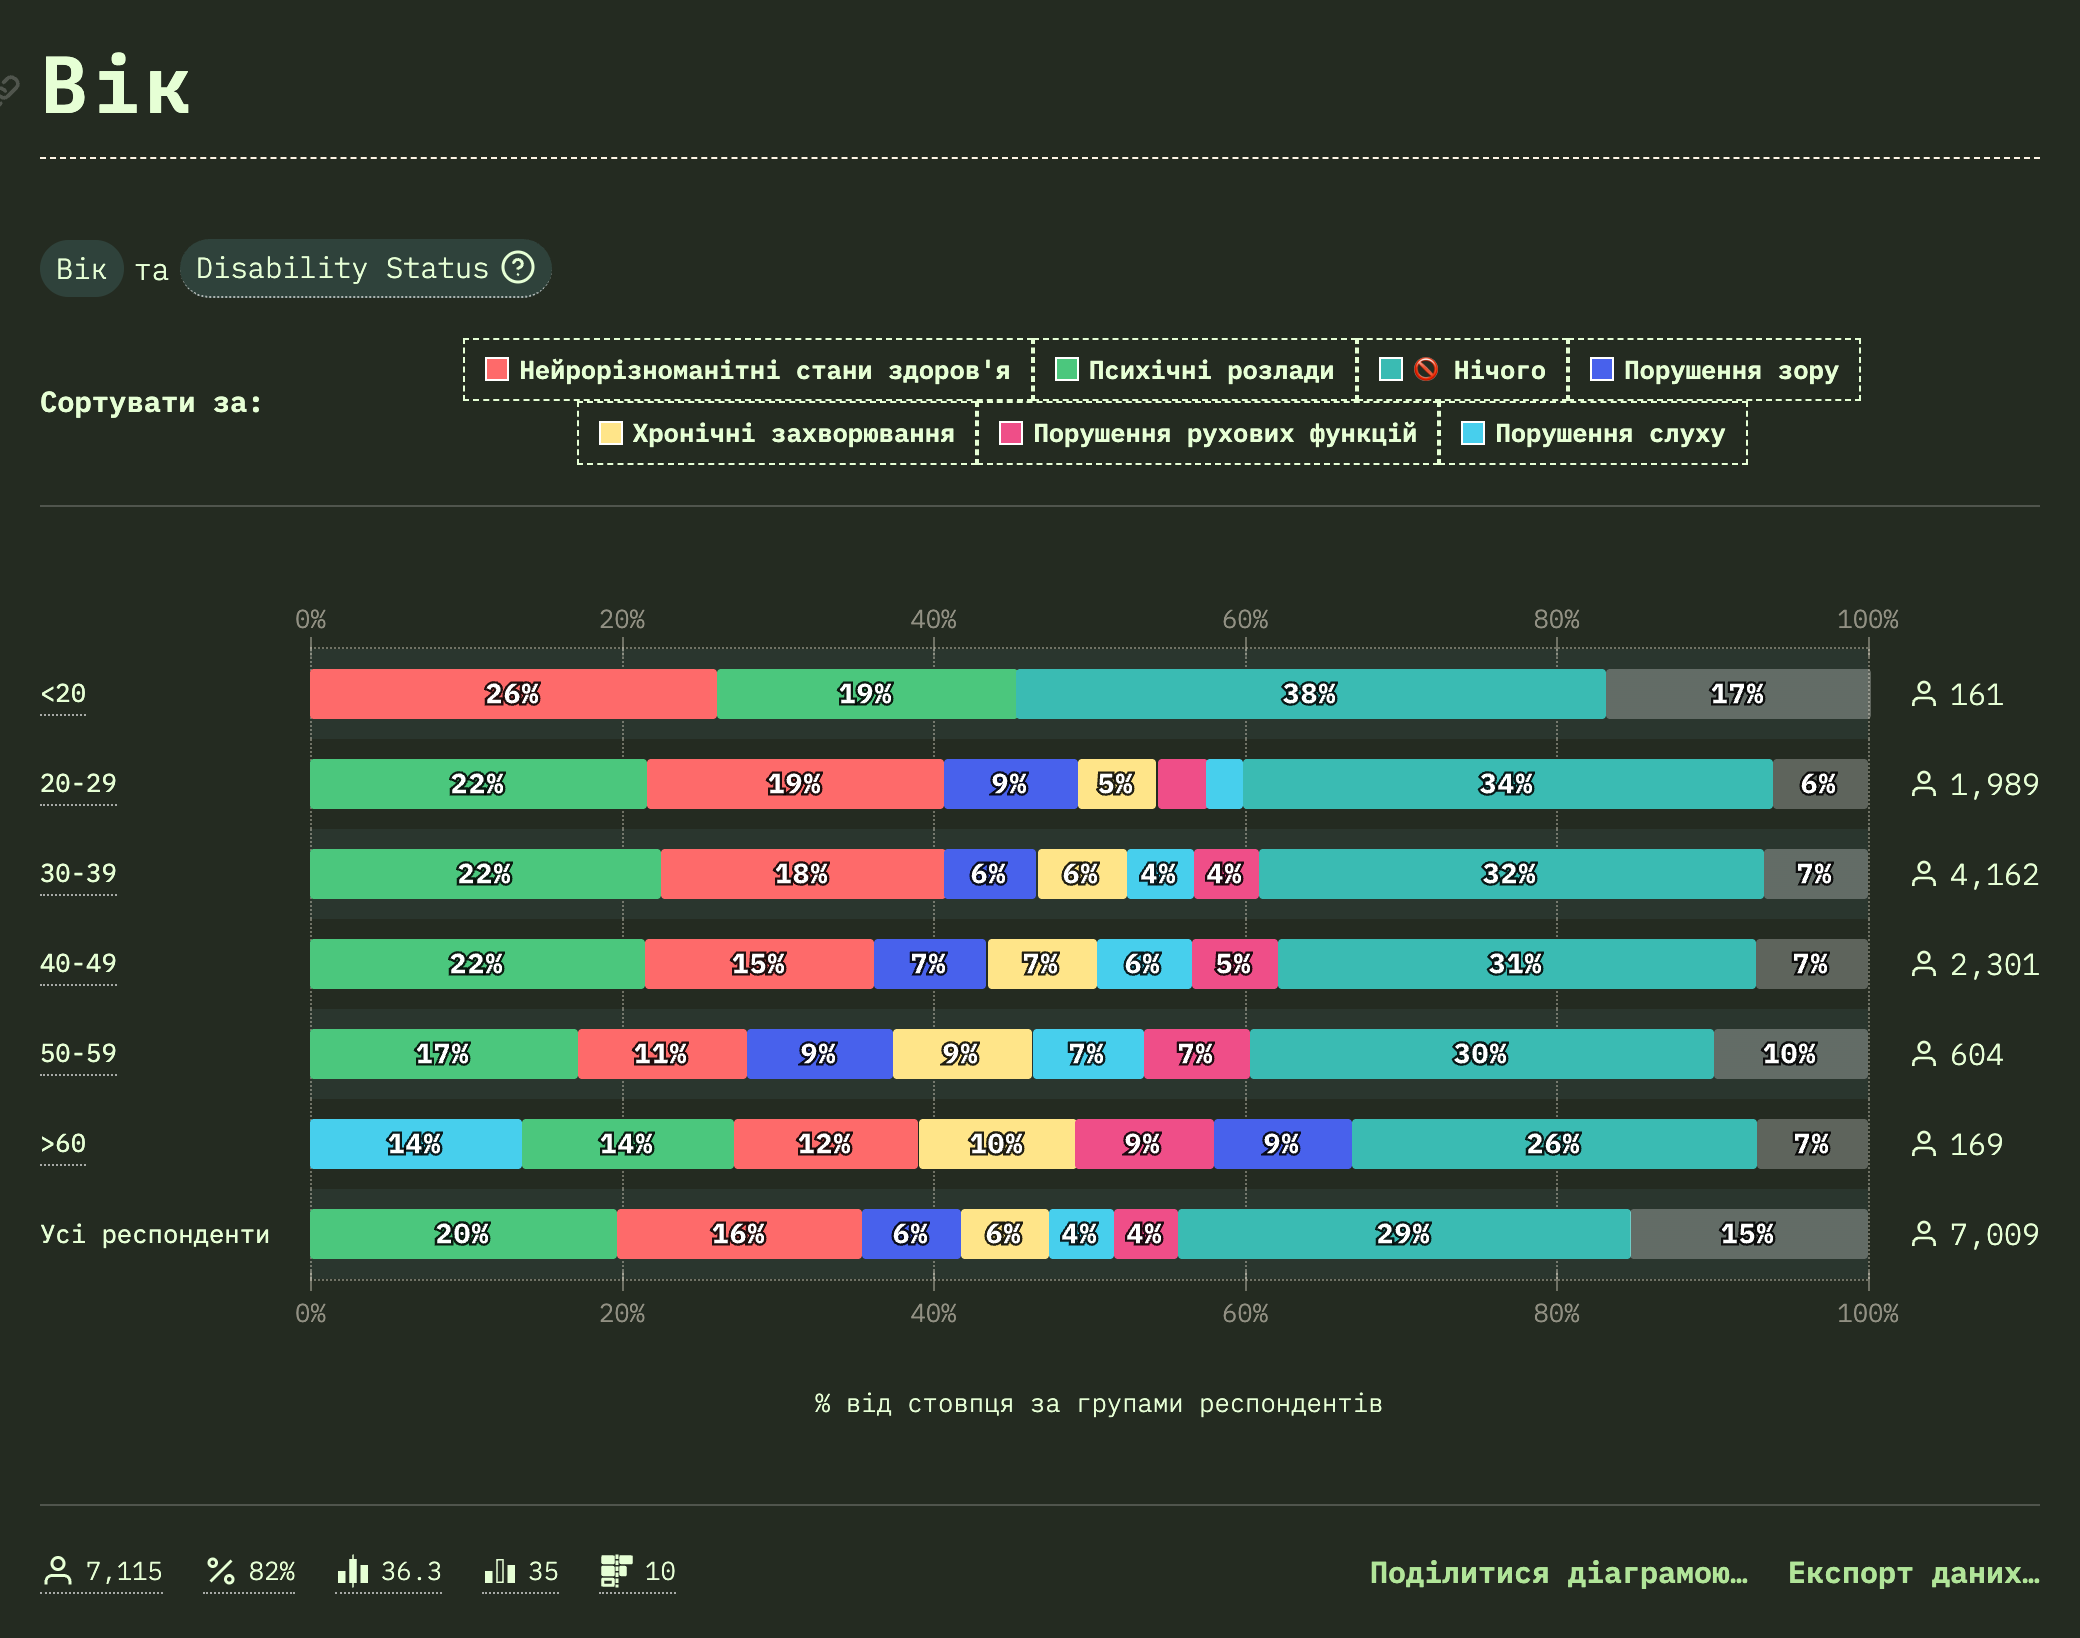 Вік
Вік та Disability Status
Сортувати за:
Нейрорізноманітні стани здоров'я Психічні розлади 🚫 Нічого Порушення зору
Хронічні захворювання Порушення рухових функцій Порушення слуху
0% 20% 40% 60% 80% 100%
<20 26% 19% 38% 17% 161
20-29 22% 19% 9% 5% 34% 6% 1,989
30-39 22% 18% 6% 6% 4% 4% 32% 7% 4,162
40-49 22% 15% 7% 7% 6% 5% 31% 7% 2,301
50-59 17% 11% 9% 9% 7% 7% 30% 10% 604
>60 14% 14% 12% 10% 9% 9% 26% 7% 169
Усі респонденти 20% 16% 6% 6% 4% 4% 29% 15% 7,009
0% 20% 40% 60% 80% 100%
% від стовпця за групами респондентів
7,115 82% 36.3 35 10 Поділитися діаграмою… Експорт даних…